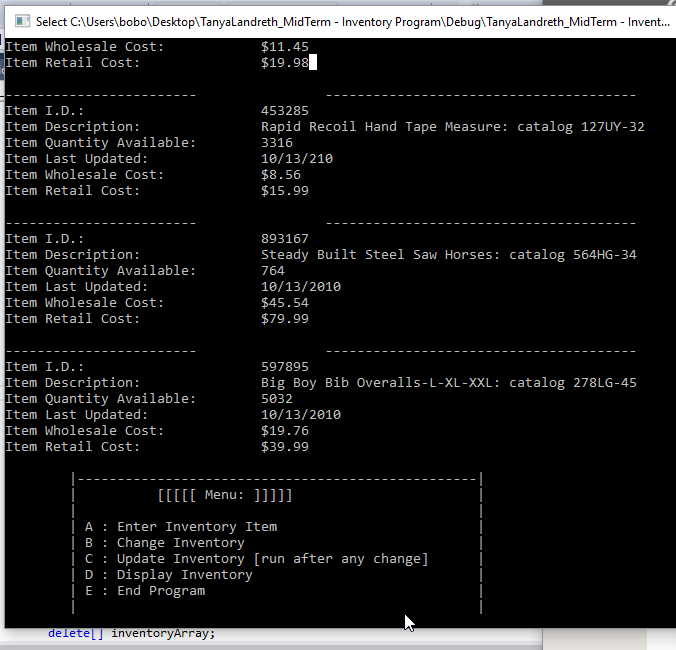 Select C:\Users\bobo\Desktop\TanyaLandreth_MidTerm - Inventory Program\Debug\TanyaLandreth_MidTerm - Invent...
Item Wholesale Cost: $11.45
Item Retail Cost: $19.98
------------------------ ---------------------------------------
Item I.D.: 453285
Item Description: Rapid Recoil Hand Tape Measure: catalog 127UY-32
Item Quantity Available: 3316
Item Last Updated: 10/13/210
Item Wholesale Cost: $8.56
Item Retail Cost: $15.99
------------------------ ---------------------------------------
Item I.D.: 893167
Item Description: Steady Built Steel Saw Horses: catalog 564HG-34
Item Quantity Available: 764
Item Last Updated: 10/13/2010
Item Wholesale Cost: $45.54
Item Retail Cost: $79.99
------------------------ ---------------------------------------
Item I.D.: 597895
Item Description: Big Boy Bib Overalls-L-XL-XXL: catalog 278LG-45
Item Quantity Available: 5032
Item Last Updated: 10/13/2010
Item Wholesale Cost: $19.76
Item Retail Cost: $39.99
|--------------------------------------------------|
| [[[[[ Menu: ]]]]] |
| |
| A : Enter Inventory Item |
| B : Change Inventory |
| C : Update Inventory [run after any change] |
| D : Display Inventory |
| E : End Program |
| |
delete[] inventoryArray;